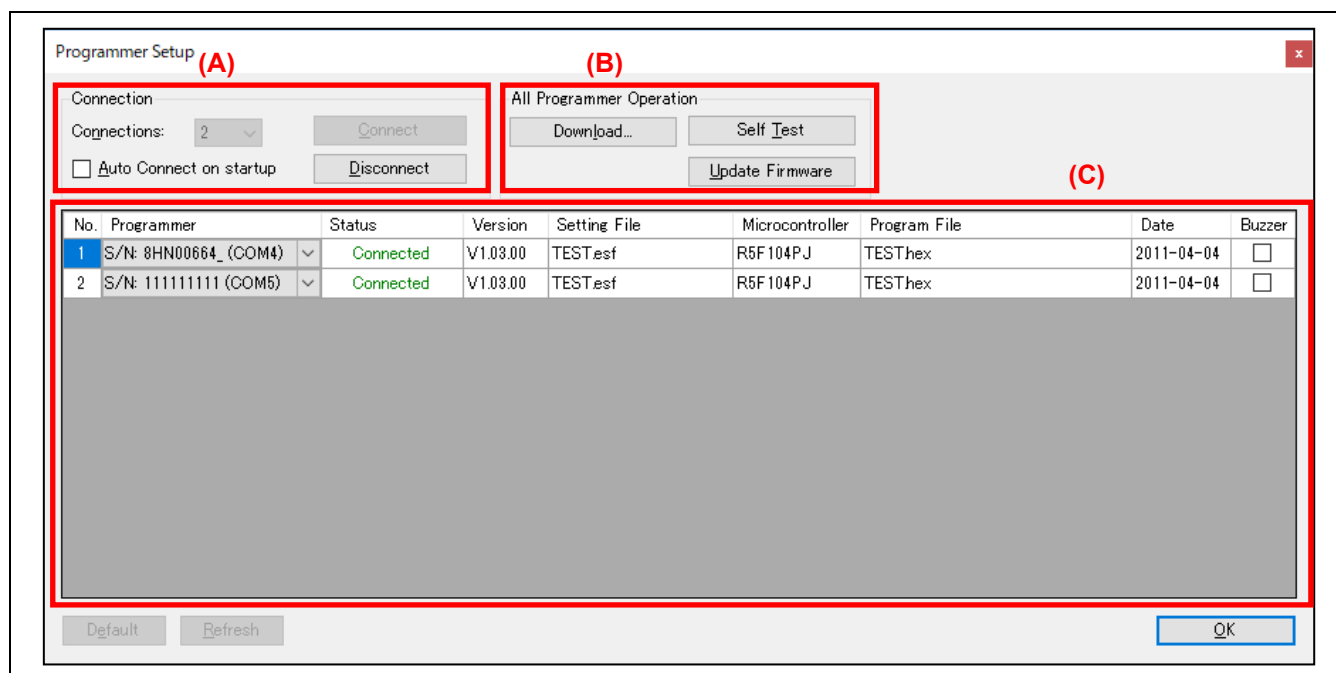 Programmer Setup
(A)
(B)
x
Connection
All Programmer Operation
Connections: 2 Connect
Download... Self Test
Auto Connect on startup Disconnect
Update Firmware
(C)
No. Programmer Status Version Setting File Microcontroller Program File Date Buzzer
1 S/N: 8HN00664_ (COM4) Connected V1.03.00 TEST.esf R5F104PJ TEST.hex 2011-04-04
2 S/N: 111111111 (COM5) Connected V1.03.00 TEST.esf R5F104PJ TEST.hex 2011-04-04
Default Refresh OK